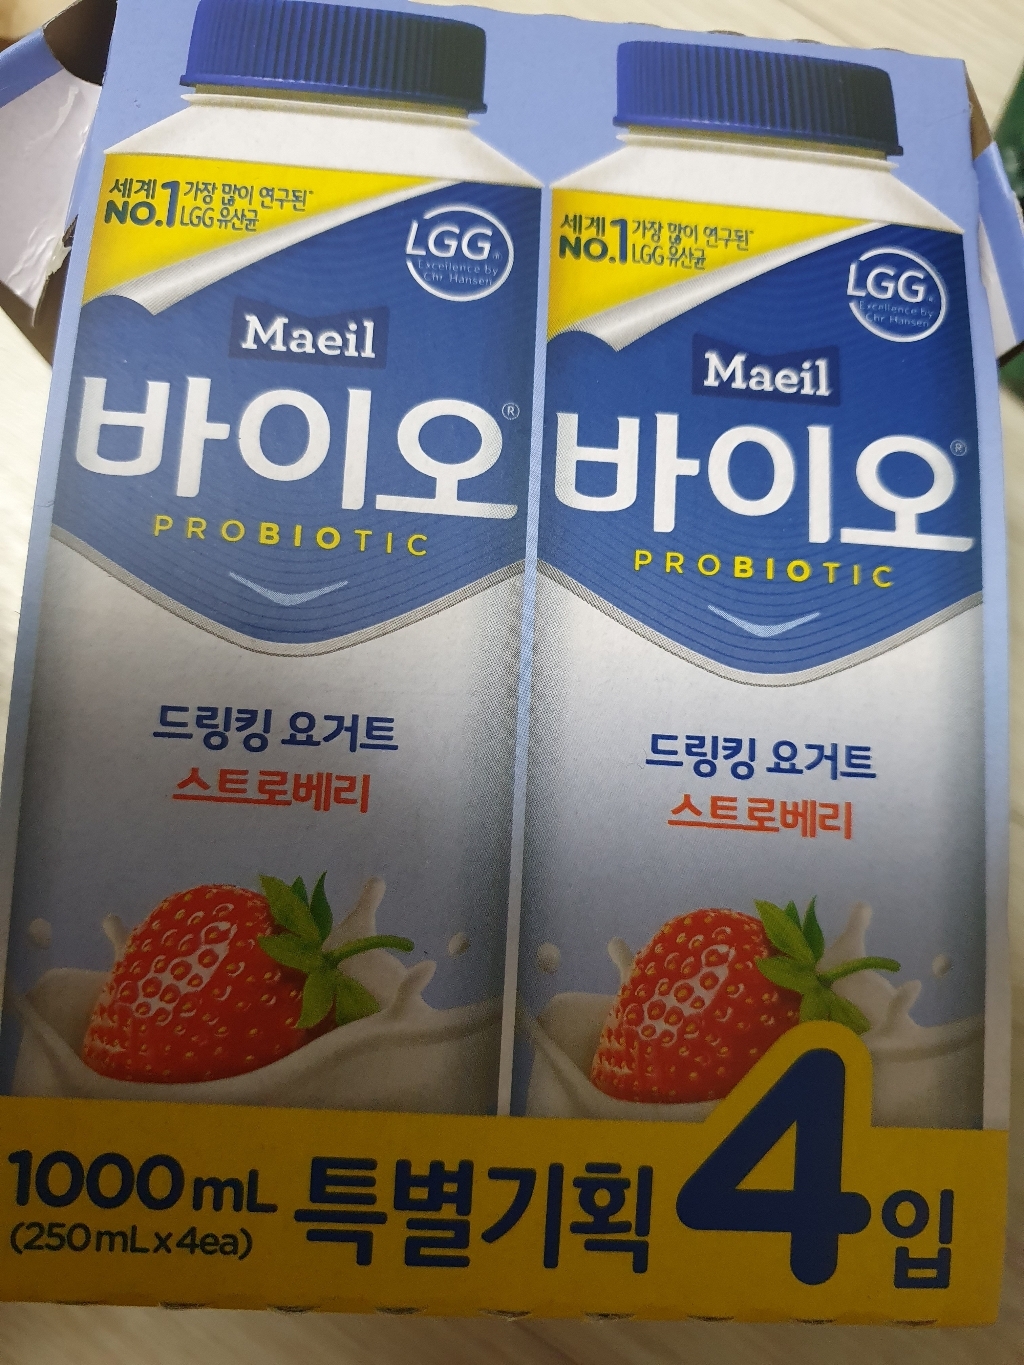 세계 가장 많이 연구된*
NO.1 LGG 유산균
LGG®
Excellence by
Chr. Hansen
Maeil
바이오®
PROBIOTIC
드링킹 요거트
스트로베리
세계 가장 많이 연구된*
NO.1 LGG 유산균
LGG®
Excellence by
Chr. Hansen
Maeil
바이오®
PROBIOTIC
드링킹 요거트
스트로베리
1000mL
(250mLx4ea)
특별기획 4입